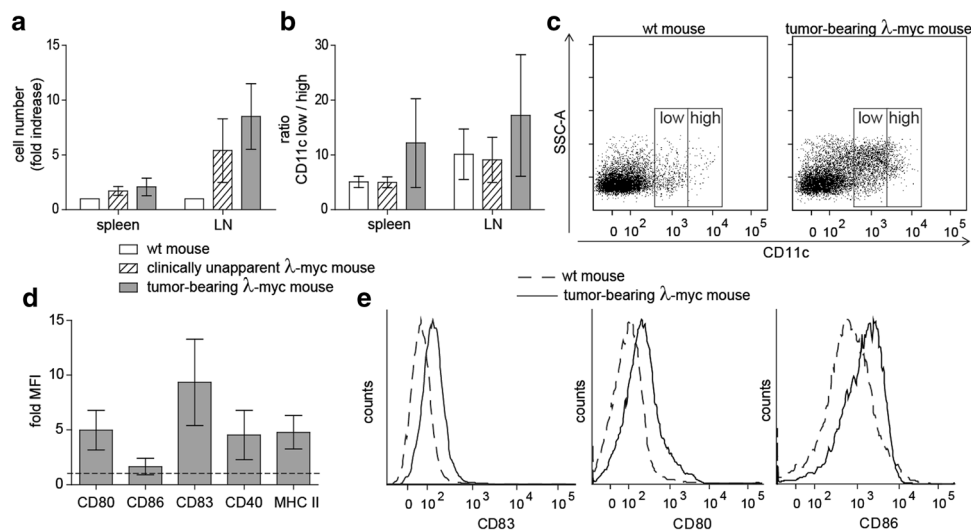 a
cell number
(fold indcrease)
15
10
5
0
spleen LN
b
ratio
CD11c low / high
30
20
10
0
spleen LN
c
wt mouse
tumor-bearing λ-myc mouse
SSC-A
low high
low high
0 10² 10³ 10⁴ 10⁵
0 10² 10³ 10⁴ 10⁵
CD11c
wt mouse
clinically unapparent λ-myc mouse
tumor-bearing λ-myc mouse
d
fold MFI
15
10
5
0
CD80 CD86 CD83 CD40 MHC II
e
wt mouse
tumor-bearing λ-myc mouse
counts
0 10² 10³ 10⁴ 10⁵
CD83
counts
0 10² 10³ 10⁴ 10⁵
CD80
counts
0 10² 10³ 10⁴ 10⁵
CD86